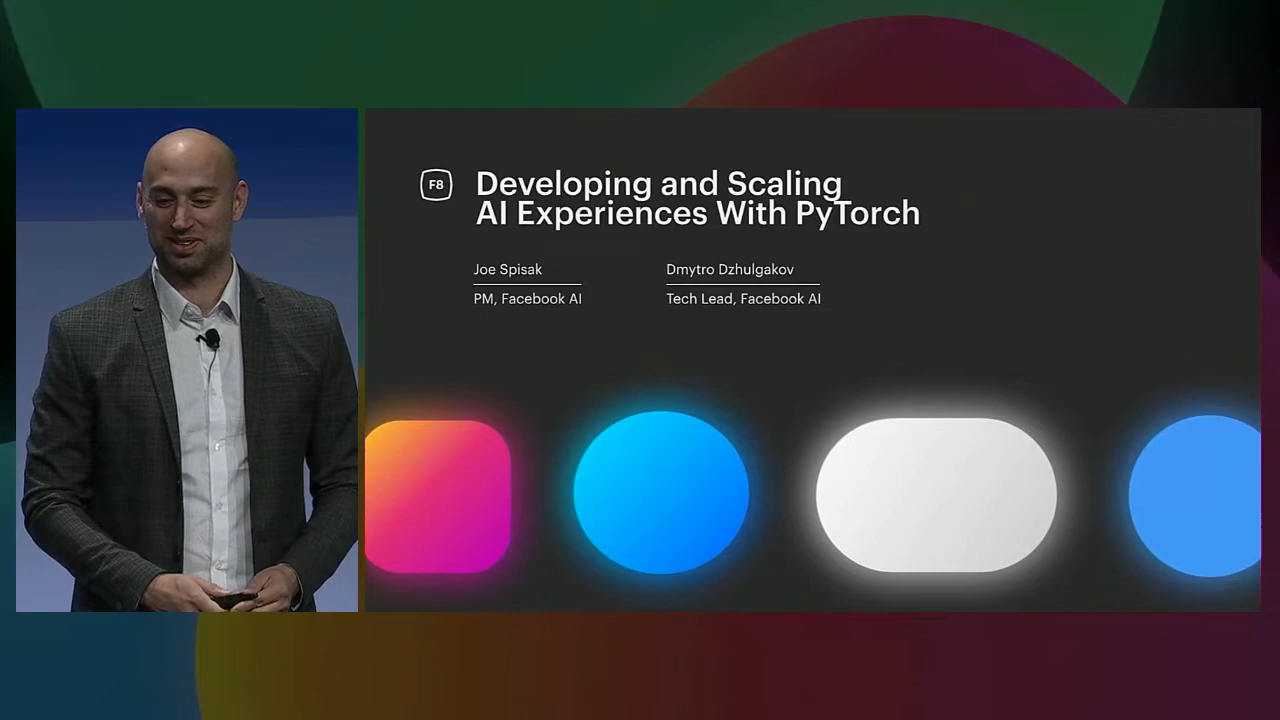 F8
Developing and Scaling
AI Experiences With PyTorch
Joe Spisak
Dmytro Dzhulgakov
PM, Facebook AI
Tech Lead, Facebook AI